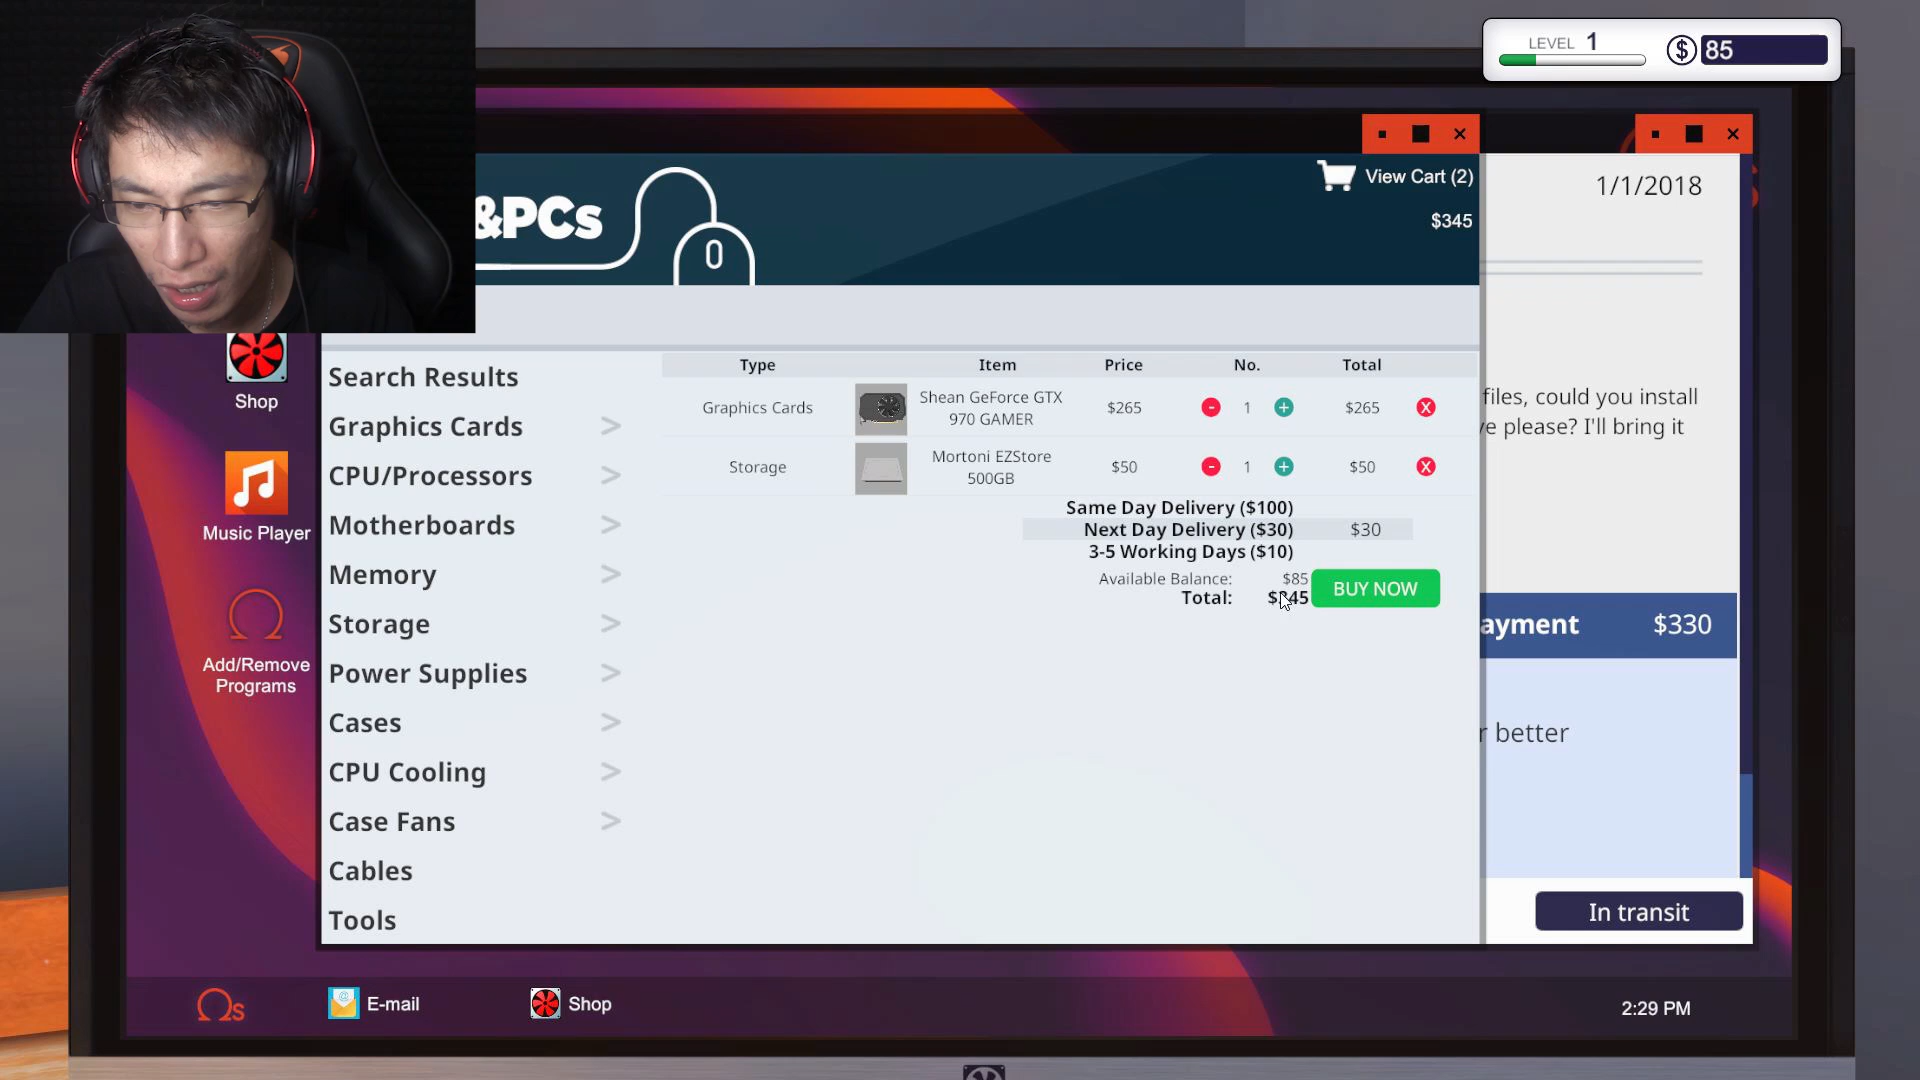 LEVEL 1
$ 85
&PCs
View Cart (2)
$345
1/1/2018
Type Item Price No. Total
Graphics Cards Shean GeForce GTX 970 GAMER $265 - 1 + $265 X
Storage Mortoni EZStore 500GB $50 - 1 + $50 X
Same Day Delivery ($100)
Next Day Delivery ($30) $30
3-5 Working Days ($10)
Available Balance: $85
Total: $345
BUY NOW
Search Results
Graphics Cards >
CPU/Processors >
Motherboards >
Memory >
Storage >
Power Supplies >
Cases >
CPU Cooling >
Case Fans >
Cables
Tools
files, could you install
e please? I'll bring it
ayment $330
r better
In transit
Shop
Music Player
Add/Remove
Programs
Ωs
E-mail
Shop
2:29 PM